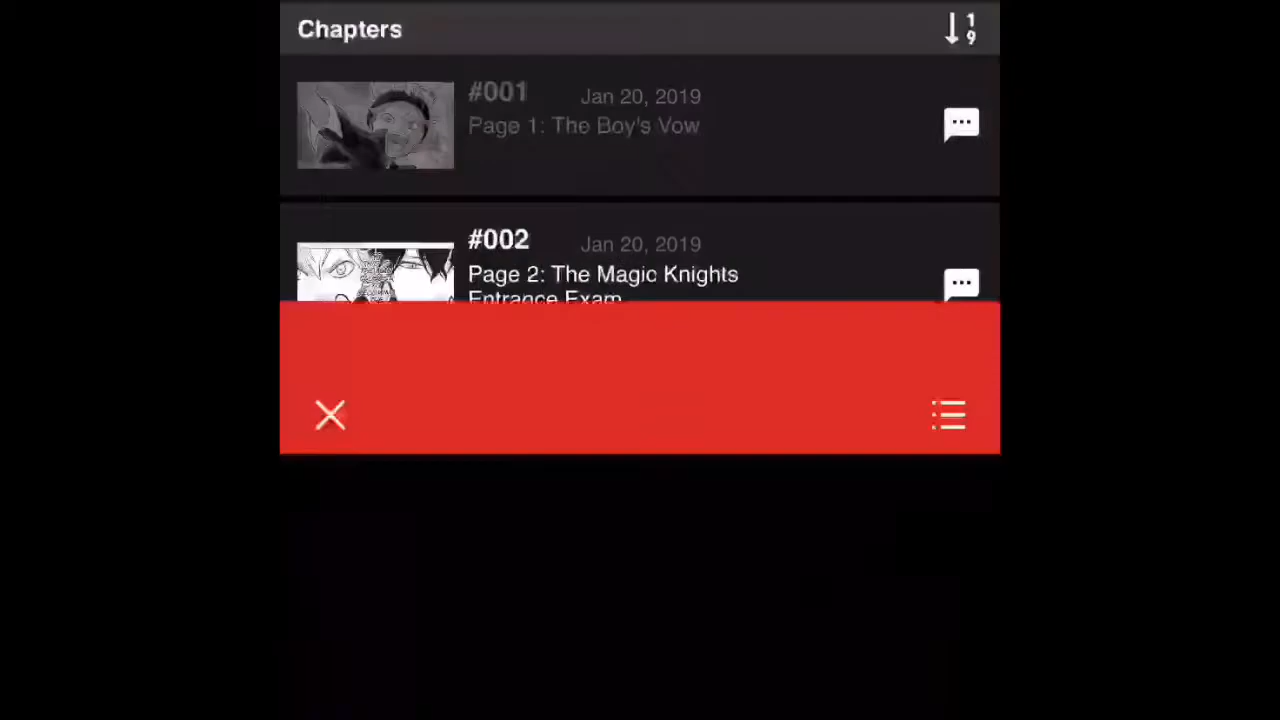 Chapters
1
9
#001 Jan 20, 2019
Page 1: The Boy's Vow
#002 Jan 20, 2019
Page 2: The Magic Knights
Entrance Exam